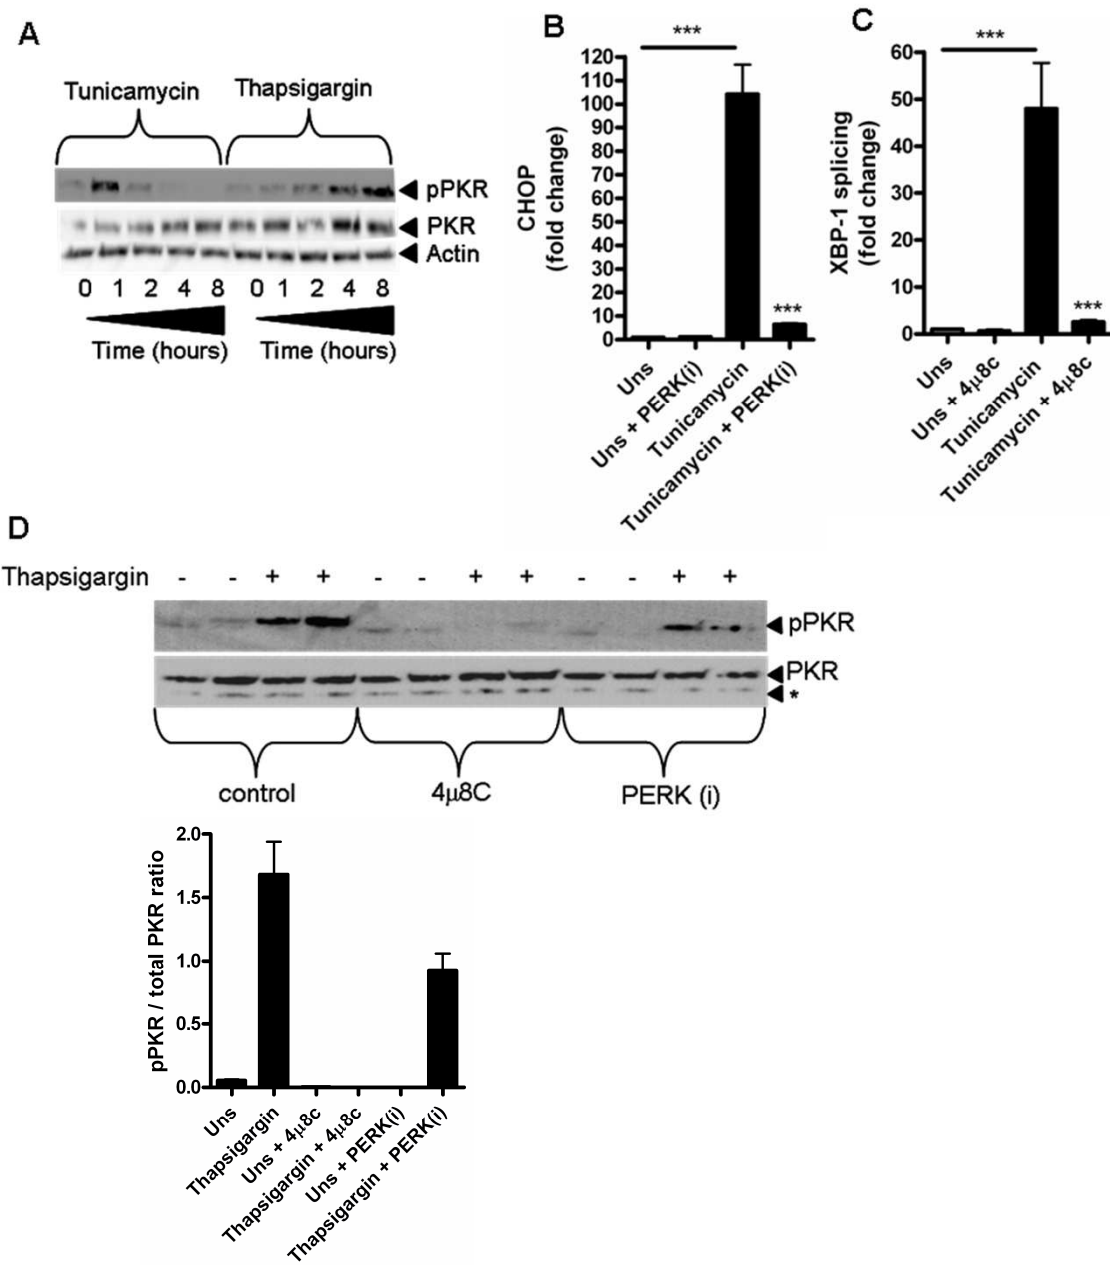 A
Tunicamycin
Thapsigargin
pPKR
PKR
Actin
0 1 2 4 8 0 1 2 4 8
Time (hours) Time (hours)
B
***
CHOP
(fold change)
120
110
100
90
80
70
60
50
40
30
20
10
0
***
Uns
Uns + PERK(i)
Tunicamycin
Tunicamycin + PERK(i)
C
***
XBP-1 splicing
(fold change)
60
50
40
30
20
10
0
***
Uns
Uns + 4μ8c
Tunicamycin
Tunicamycin + 4μ8c
D
Thapsigargin - - + + - - + + - - + +
pPKR
PKR
*
control
4μ8C
PERK (i)
pPKR / total PKR ratio
2.0
1.5
1.0
0.5
0.0
Uns
Thapsigargin
Uns + 4μ8c
Thapsigargin + 4μ8c
Uns + PERK(i)
Thapsigargin + PERK(i)